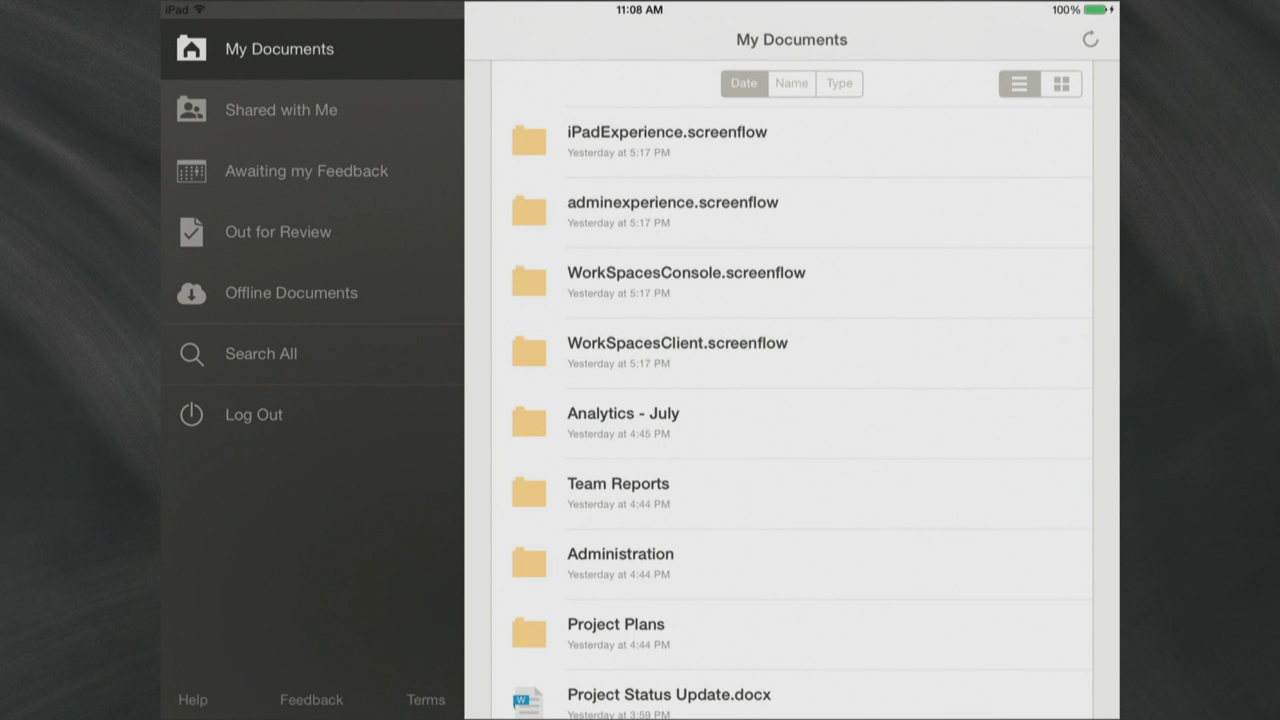 iPad
11:08 AM
100%
My Documents
Shared with Me
Awaiting my Feedback
Out for Review
Offline Documents
Search All
Log Out
Help
Feedback
Terms
My Documents
Date
Name
Type
iPadExperience.screenflow
Yesterday at 5:17 PM
adminexperience.screenflow
Yesterday at 5:17 PM
WorkSpacesConsole.screenflow
Yesterday at 5:17 PM
WorkSpacesClient.screenflow
Yesterday at 5:17 PM
Analytics - July
Yesterday at 4:45 PM
Team Reports
Yesterday at 4:44 PM
Administration
Yesterday at 4:44 PM
Project Plans
Yesterday at 4:44 PM
W
Project Status Update.docx
Yesterday at 3:59 PM